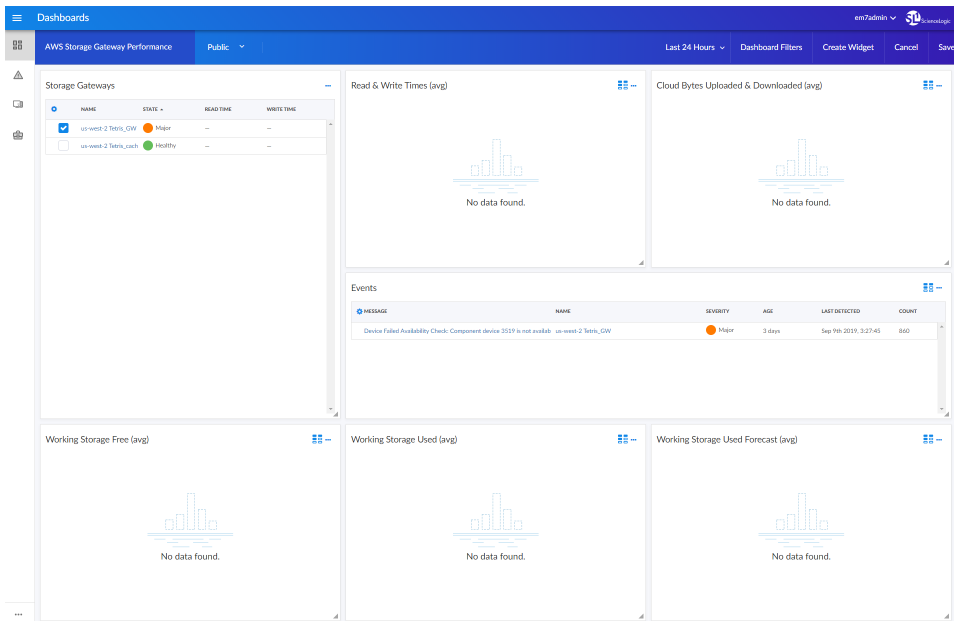 Dashboards
em7admin
SL ScienceLogic
AWS Storage Gateway Performance
Public
Last 24 Hours
Dashboard Filters
Create Widget
Cancel
Save
Storage Gateways
NAME STATE READ TIME WRITE TIME
us-west-2 Tetris_GW Major – –
us-west-2 Tetris_cach Healthy – –
Read & Write Times (avg)
No data found.
Cloud Bytes Uploaded & Downloaded (avg)
No data found.
Events
MESSAGE NAME SEVERITY AGE LAST DETECTED COUNT
Device Failed Availability Check: Component device 3519 is not availab us-west-2 Tetris_GW Major 3 days Sep 9th 2019, 3:27:45 860
Working Storage Free (avg)
No data found.
Working Storage Used (avg)
No data found.
Working Storage Used Forecast (avg)
No data found.